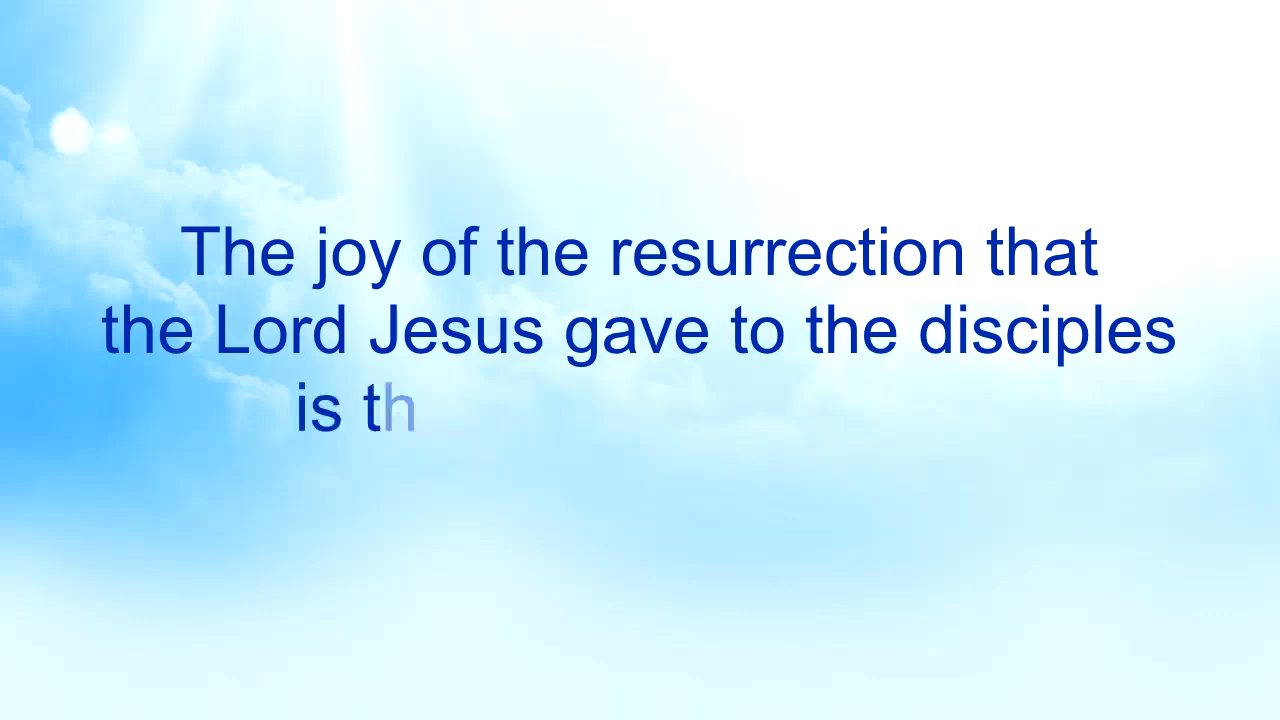 The joy of the resurrection that
the Lord Jesus gave to the disciples
is th